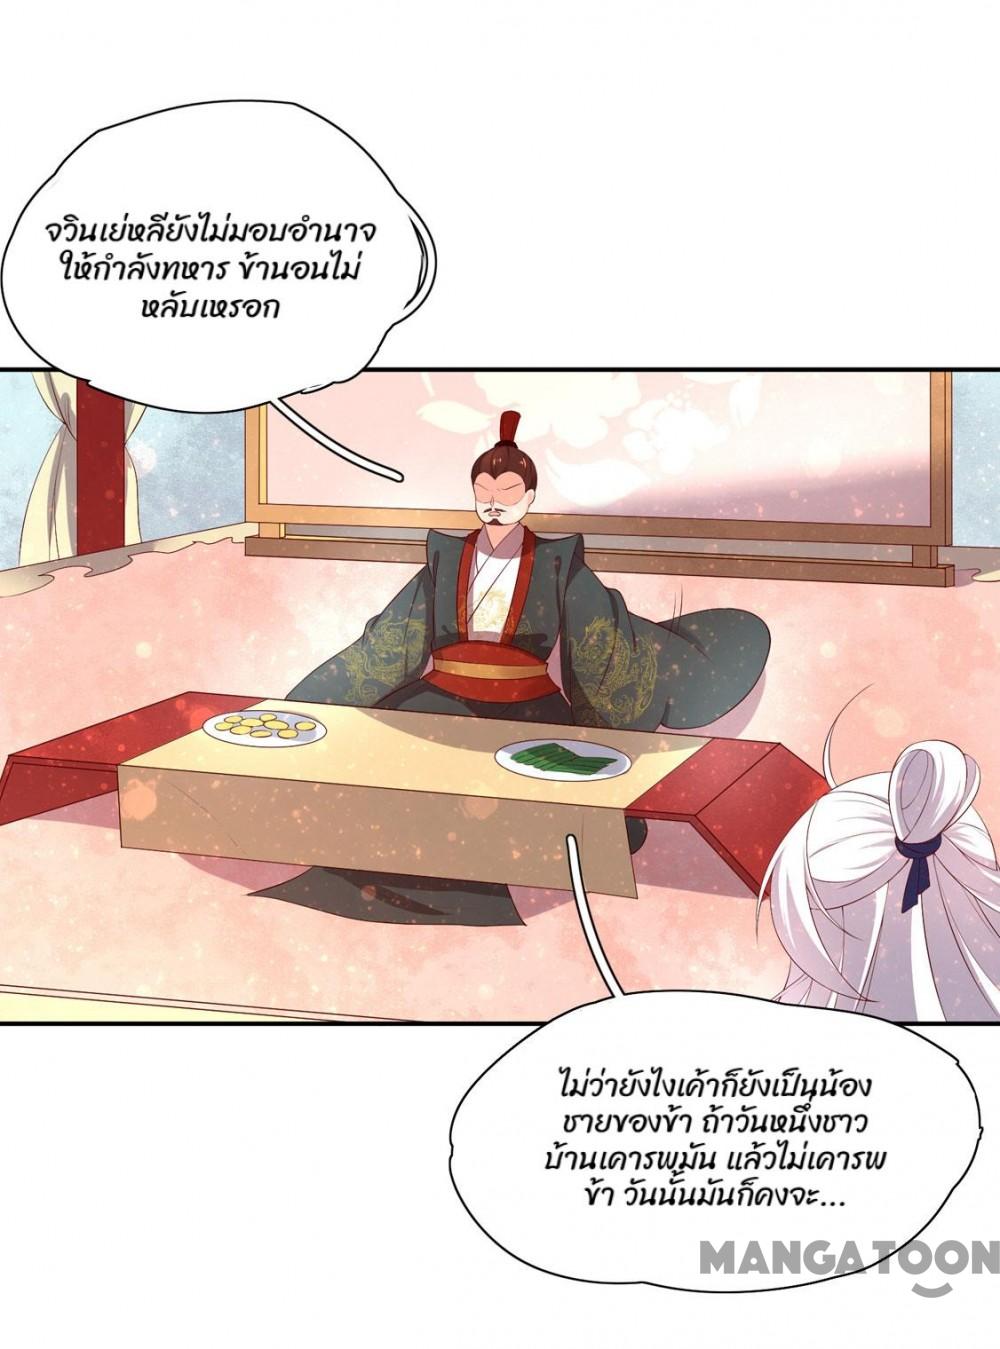 จวินเย่หลียังไม่มอบอำนาจ
ให้กำลังทหาร ข้านอนไม่
หลับเหรอก
ไม่ว่ายังไงเค้าก็ยังเป็นน้อง
ชายของข้า ถ้าวันหนึ่งชาว
บ้านเคารพมัน แล้วไม่เคารพ
ข้า วันนั้นมันก็คงจะ...
MANGATOON